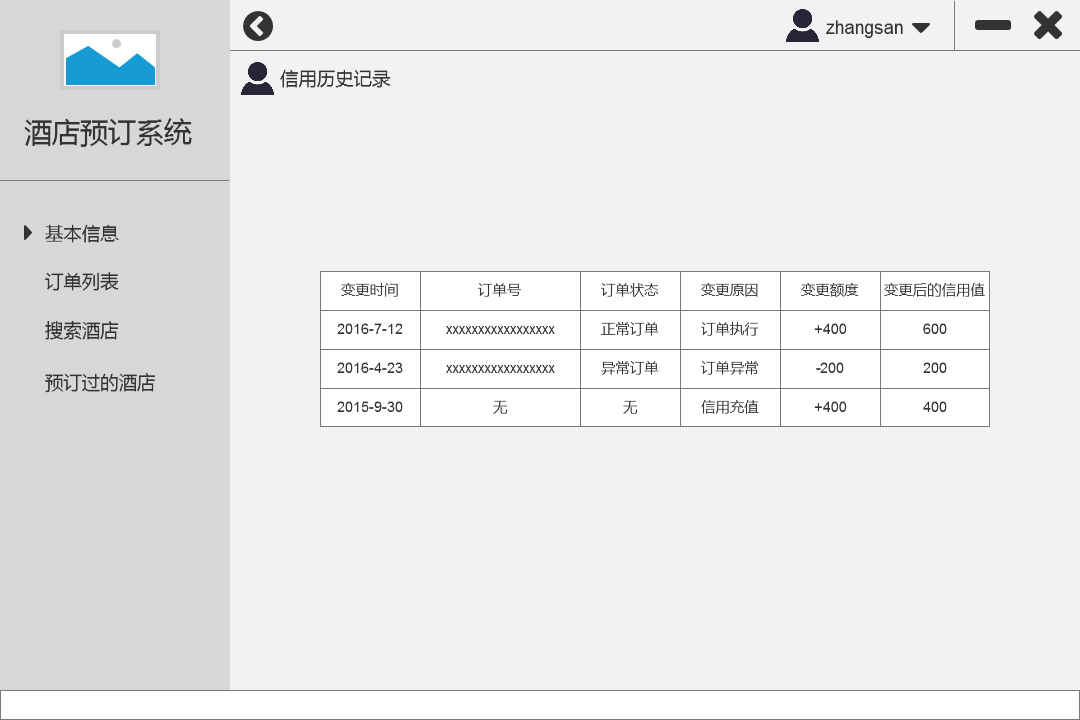 zhangsan
信用历史记录
酒店预订系统
基本信息
订单列表
搜索酒店
预订过的酒店
变更时间 订单号 订单状态 变更原因 变更额度 变更后的信用值
2016-7-12 xxxxxxxxxxxxxxxxx 正常订单 订单执行 +400 600
2016-4-23 xxxxxxxxxxxxxxxxx 异常订单 订单异常 -200 200
2015-9-30 无 无 信用充值 +400 400